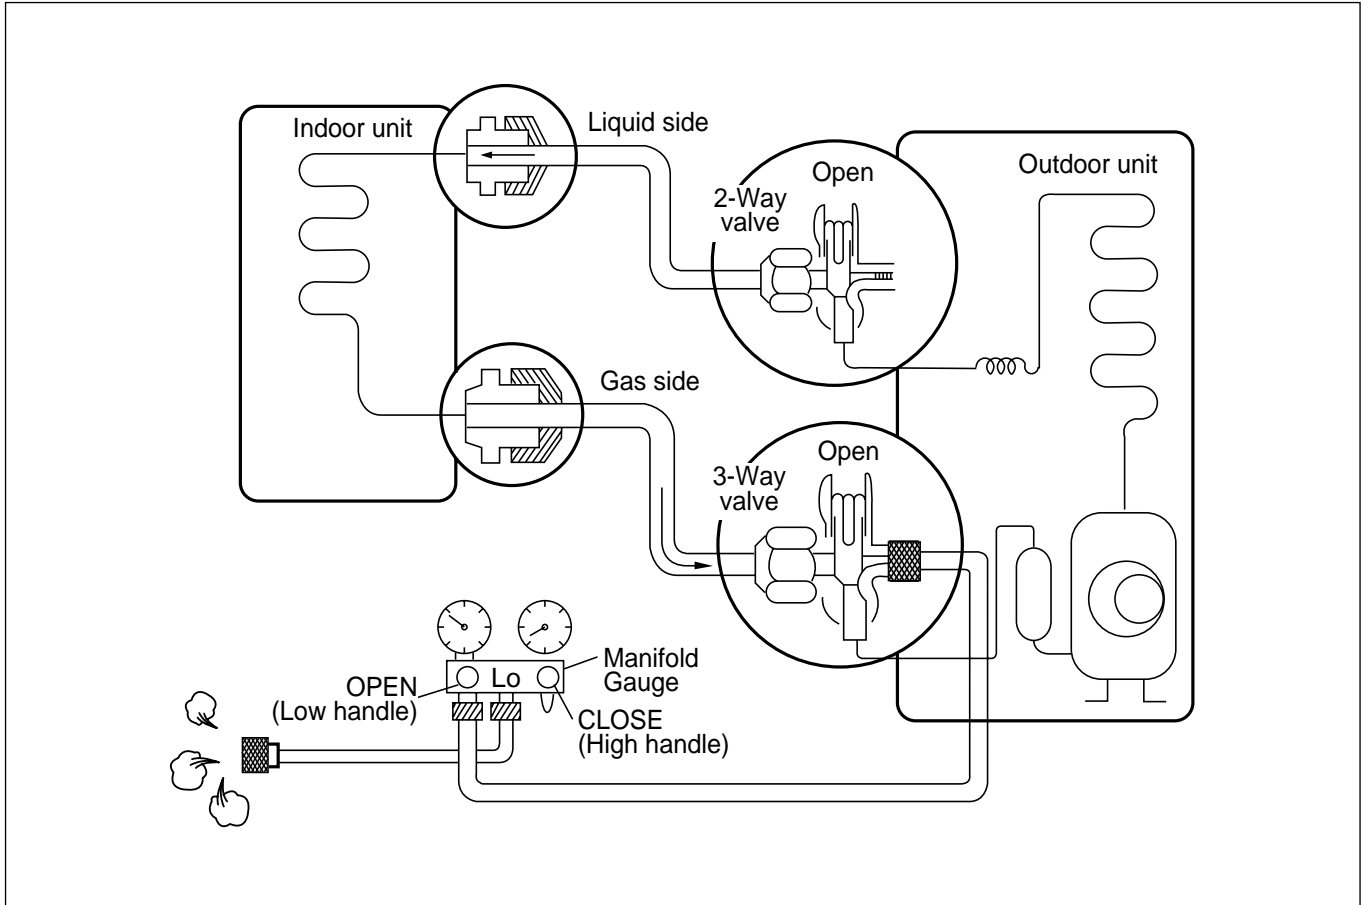 Indoor unit
Liquid side
Open
Outdoor unit
2-Way
valve
Gas side
Open
3-Way
valve
Manifold
Gauge
Lo
OPEN
(Low handle)
CLOSE
(High handle)